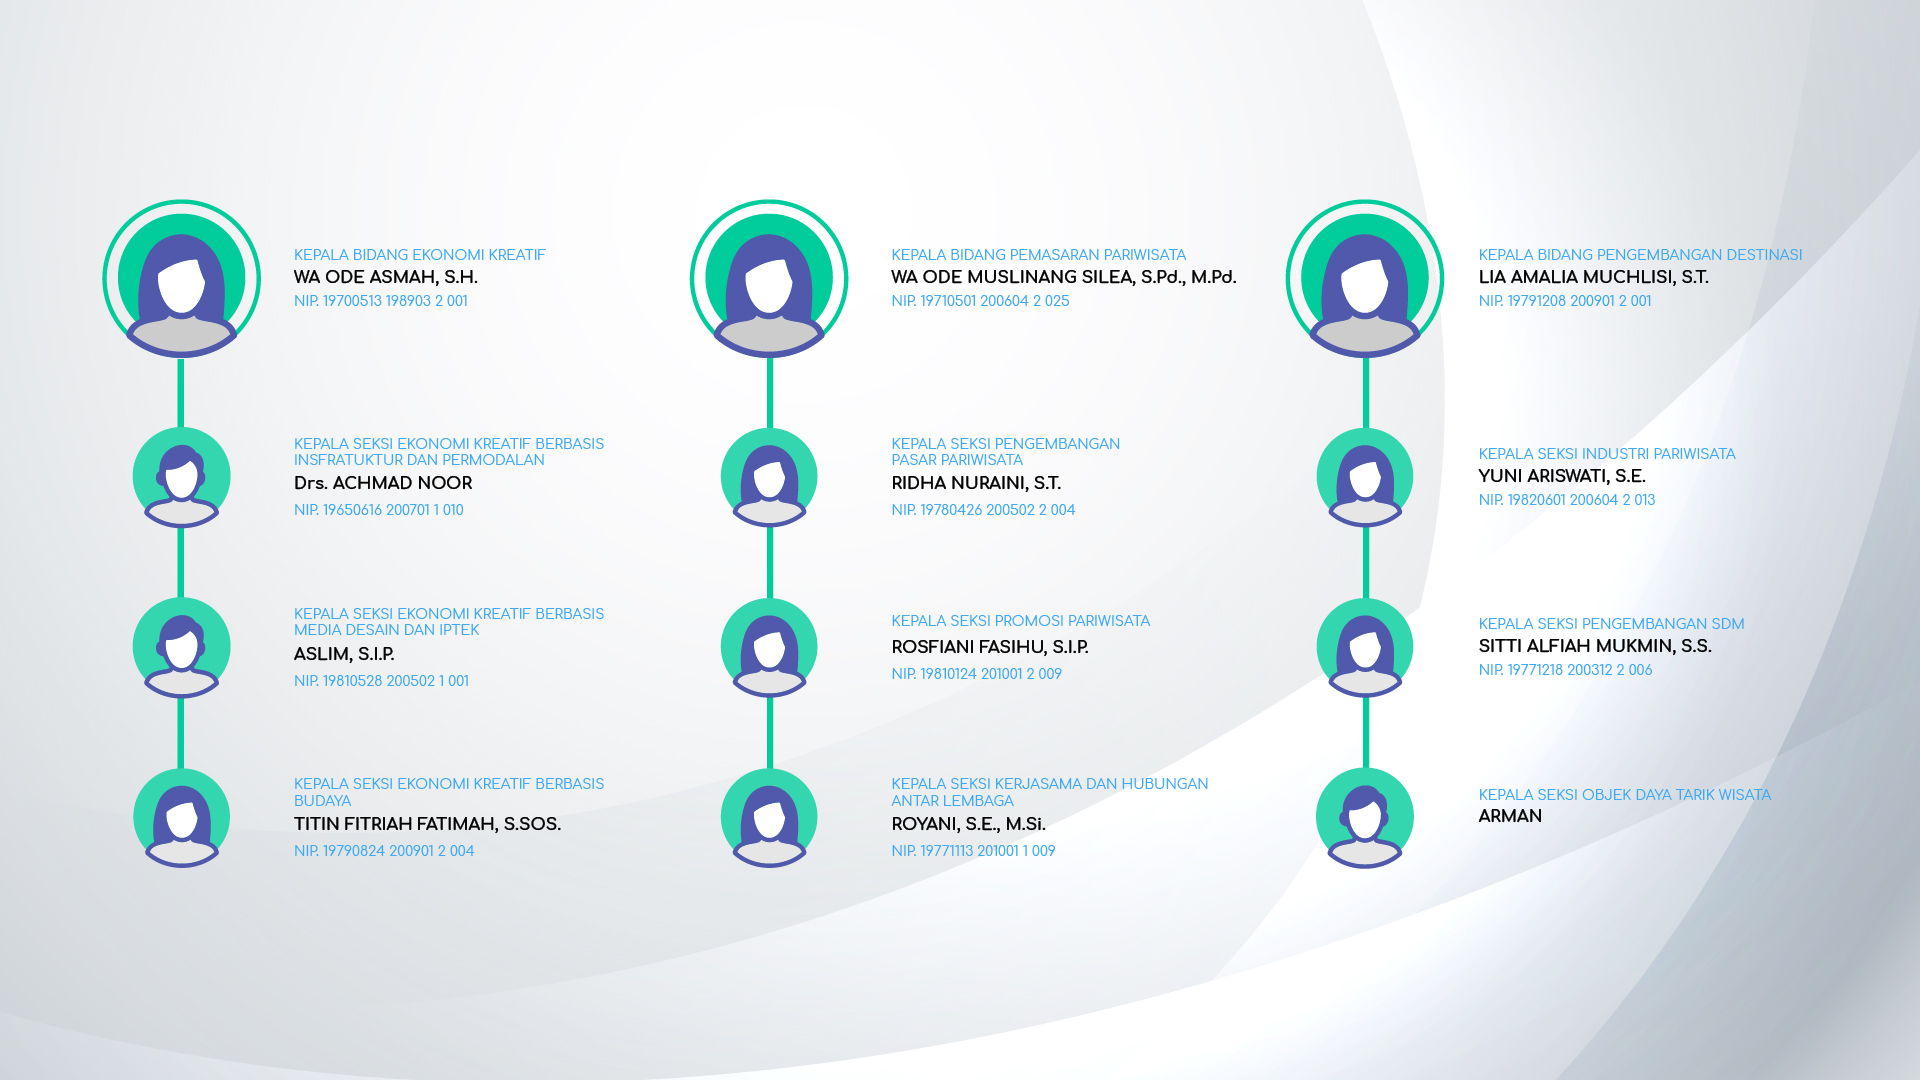 KEPALA BIDANG EKONOMI KREATIF
WA ODE ASMAH, S.H.
NIP. 19700513 198903 2 001
KEPALA SEKSI EKONOMI KREATIF BERBASIS
INSFRATUKTUR DAN PERMODALAN
Drs. ACHMAD NOOR
NIP. 19650616 200701 1 010
KEPALA SEKSI EKONOMI KREATIF BERBASIS
MEDIA DESAIN DAN IPTEK
ASLIM, S.I.P.
NIP. 19810528 200502 1 001
KEPALA SEKSI EKONOMI KREATIF BERBASIS
BUDAYA
TITIN FITRIAH FATIMAH, S.SOS.
NIP. 19790824 200901 2 004
KEPALA BIDANG PEMASARAN PARIWISATA
WA ODE MUSLINANG SILEA, S.Pd., M.Pd.
NIP. 19710501 200604 2 025
KEPALA SEKSI PENGEMBANGAN
PASAR PARIWISATA
RIDHA NURAINI, S.T.
NIP. 19780426 200502 2 004
KEPALA SEKSI PROMOSI PARIWISATA
ROSFIANI FASIHU, S.I.P.
NIP. 19810124 201001 2 009
KEPALA SEKSI KERJASAMA DAN HUBUNGAN
ANTAR LEMBAGA
ROYANI, S.E., M.Si.
NIP. 19771113 201001 1 009
KEPALA BIDANG PENGEMBANGAN DESTINASI
LIA AMALIA MUCHLISI, S.T.
NIP. 19791208 200901 2 001
KEPALA SEKSI INDUSTRI PARIWISATA
YUNI ARISWATI, S.E.
NIP. 19820601 200604 2 013
KEPALA SEKSI PENGEMBANGAN SDM
SITTI ALFIAH MUKMIN, S.S.
NIP. 19771218 200312 2 006
KEPALA SEKSI OBJEK DAYA TARIK WISATA
ARMAN